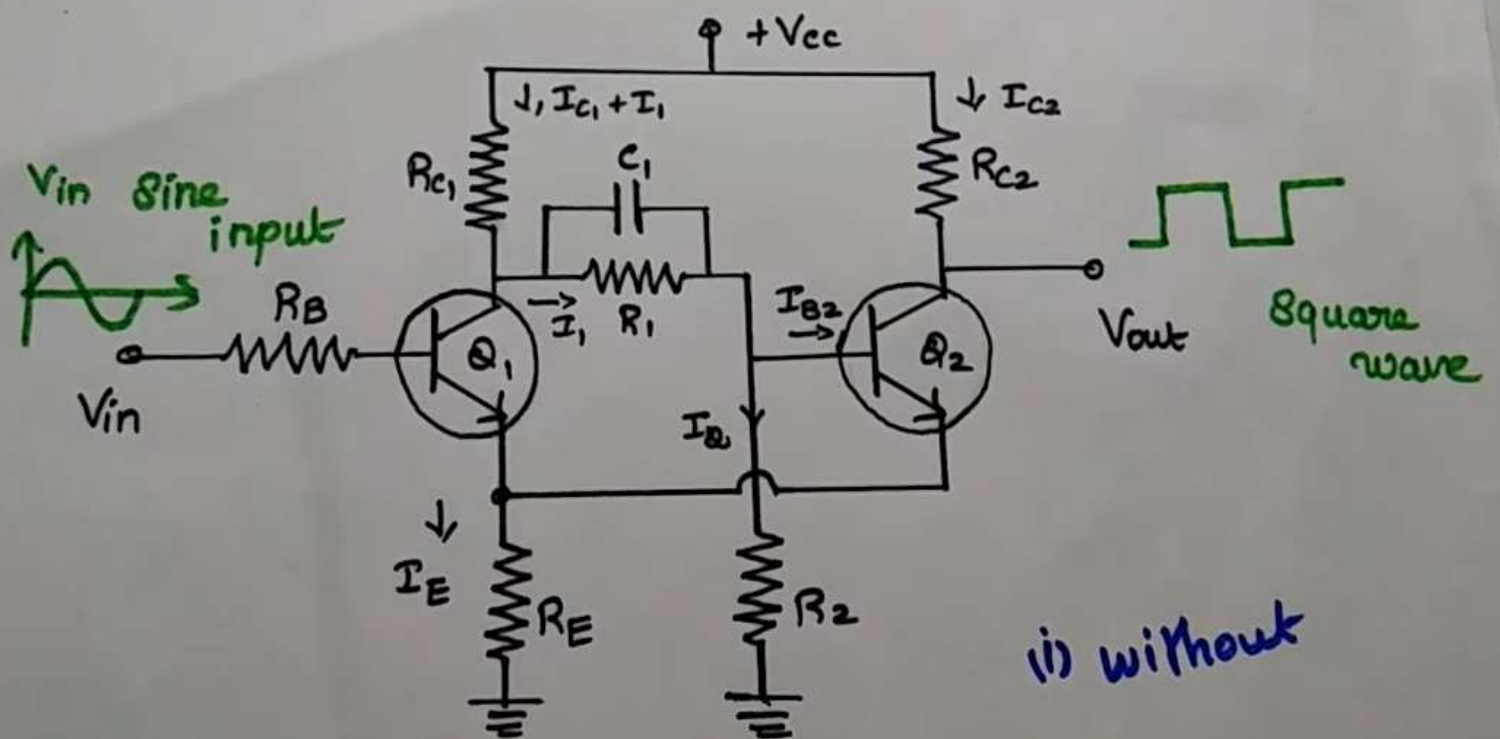 +Vcc
↓, Ic₁ + I₁
↓ Ic₂
Rc₁
C₁
Rc₂
Vin Sine
input
RB
Q₁
→ I₁
R₁
IB₂ →
Q₂
Vout
Square
wave
Vin
I₂
↓
IE
RE
R₂
(i) without